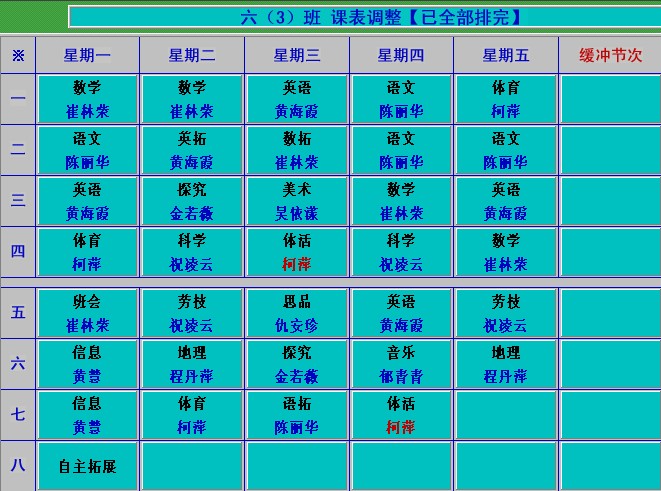 六（3）班 课表调整【已全部排完】
※ 星期一 星期二 星期三 星期四 星期五 缓冲节次
一 数学 数学 英语 语文 体育
崔林荣 崔林荣 黄海霞 陈丽华 柯萍
二 语文 英拓 数拓 语文 语文
陈丽华 黄海霞 崔林荣 陈丽华 陈丽华
三 英语 探究 美术 数学 英语
黄海霞 金若薇 吴依漾 崔林荣 黄海霞
四 体育 科学 体活 科学 数学
柯萍 祝凌云 柯萍 祝凌云 崔林荣
五 班会 劳技 思品 英语 劳技
崔林荣 祝凌云 仇安珍 黄海霞 祝凌云
六 信息 地理 探究 音乐 地理
黄慧 程丹萍 金若薇 郁青青 程丹萍
七 信息 体育 语拓 体活
黄慧 柯萍 陈丽华 柯萍
八 自主拓展